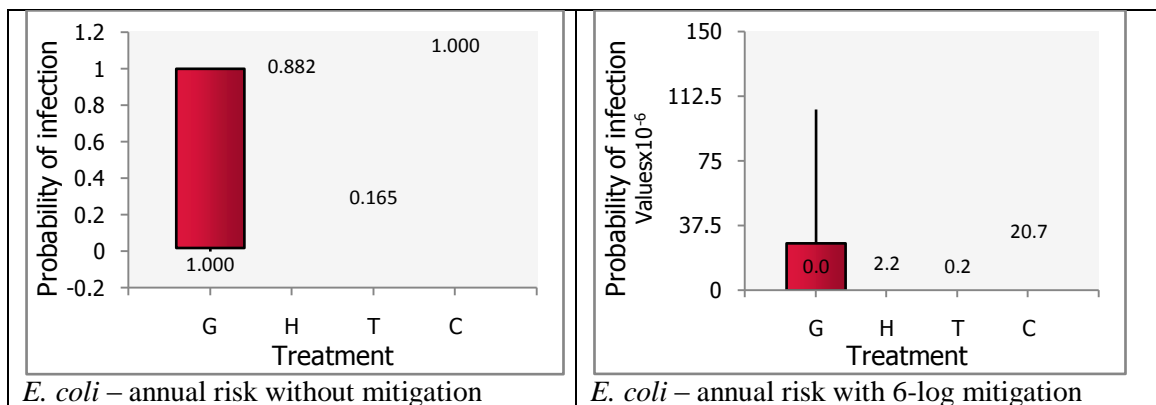 Probability of infection
1.2
1
0.8
0.6
0.4
0.2
0
-0.2
1.000
0.882
0.165
1.000
G H T C
Treatment
E. coli – annual risk without mitigation
Probability of infection
Valuesx10-6
150
112.5
75
37.5
0
0.0
2.2
0.2
20.7
G H T C
Treatment
E. coli – annual risk with 6-log mitigation